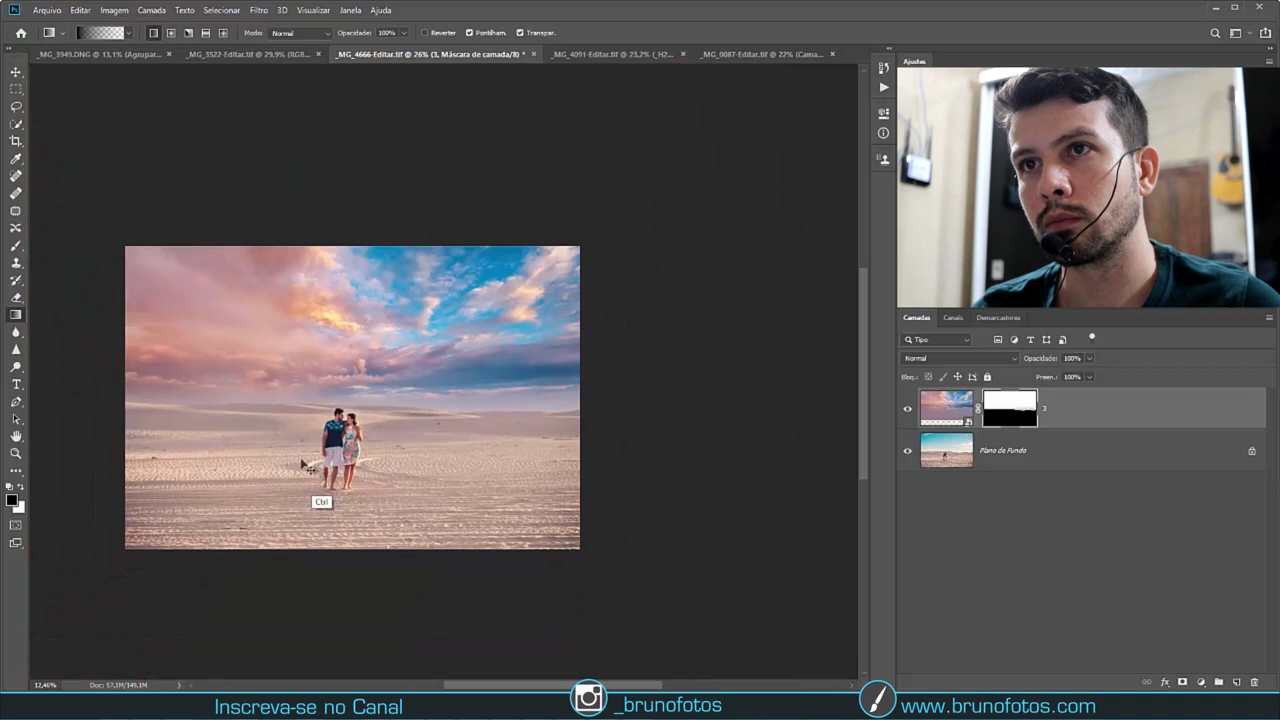 Ps Arquivo Editar Imagem Camada Texto Selecionar Filtro 3D Visualizar Janela Ajuda
Modo: Normal Opacidade: 100% Reverter Pontilham. Transpar.
_MG_3949.DNG @ 13,1% (Agrupar... × _MG_3522-Editar.tif @ 29,9% (RGB... × _MG_4666-Editar.tif @ 26% (3, Máscara de camada/8) * × _MG_4091-Editar.tif @ 23,2% (_H2... × _MG_0087-Editar.tif @ 22% (Cama... ×
Ajustes
Ctrl
Camadas Canais Demarcadores
Tipo
Normal Opacidade: 100%
Bloq.: Preen.: 100%
3
Plano de Fundo
12,46% Doc: 57,1M/149,1M
Inscreva-se no Canal _brunofotos www.brunofotos.com